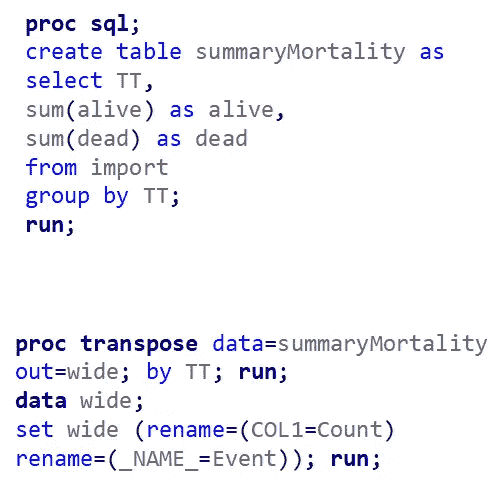 proc sql;
create table summaryMortality as
select TT,
sum(alive) as alive,
sum(dead) as dead
from import
group by TT;
run;
proc transpose data=summaryMortality
out=wide; by TT; run;
data wide;
set wide (rename=(COL1=Count)
rename=(_NAME_=Event)); run;